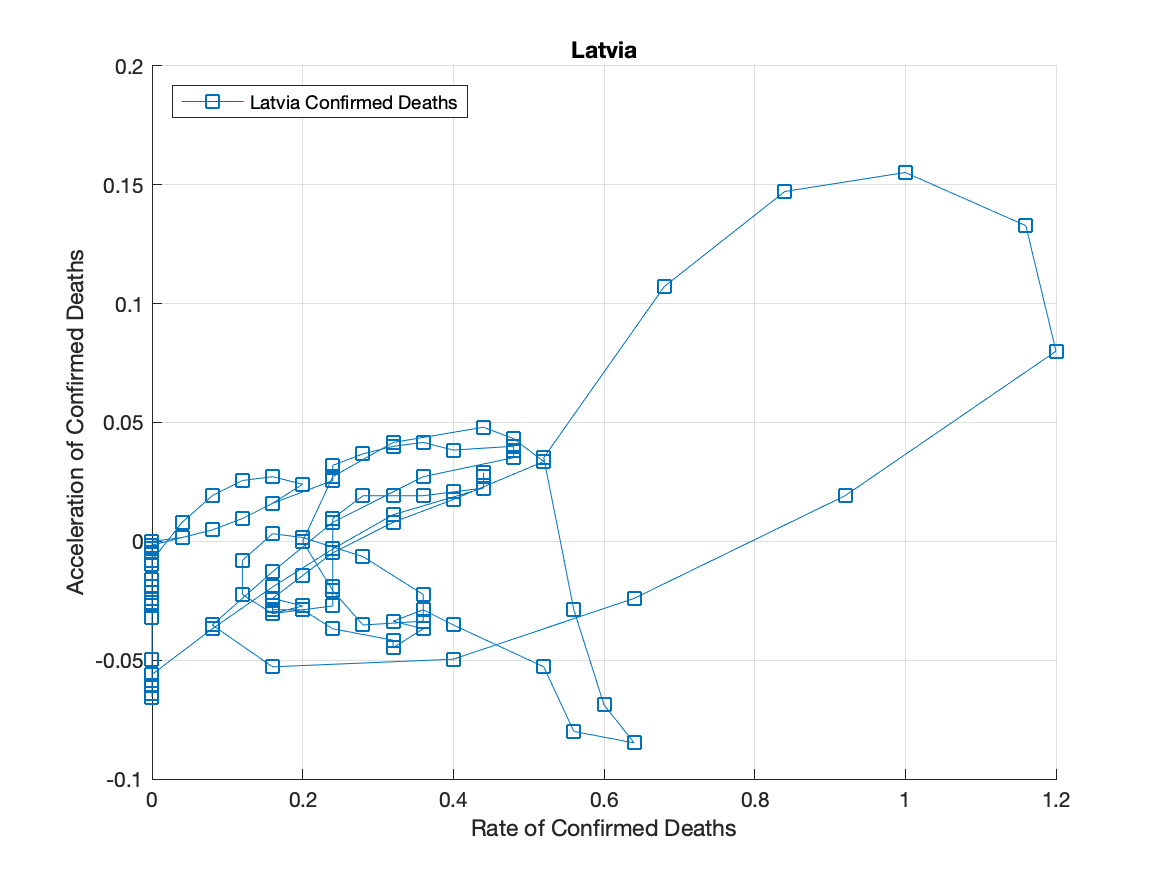 Latvia
0.2
Latvia Confirmed Deaths
0.15
0.1
0.05
0
-0.05
-0.1
Acceleration of Confirmed Deaths
0 0.2 0.4 0.6 0.8 1 1.2
Rate of Confirmed Deaths